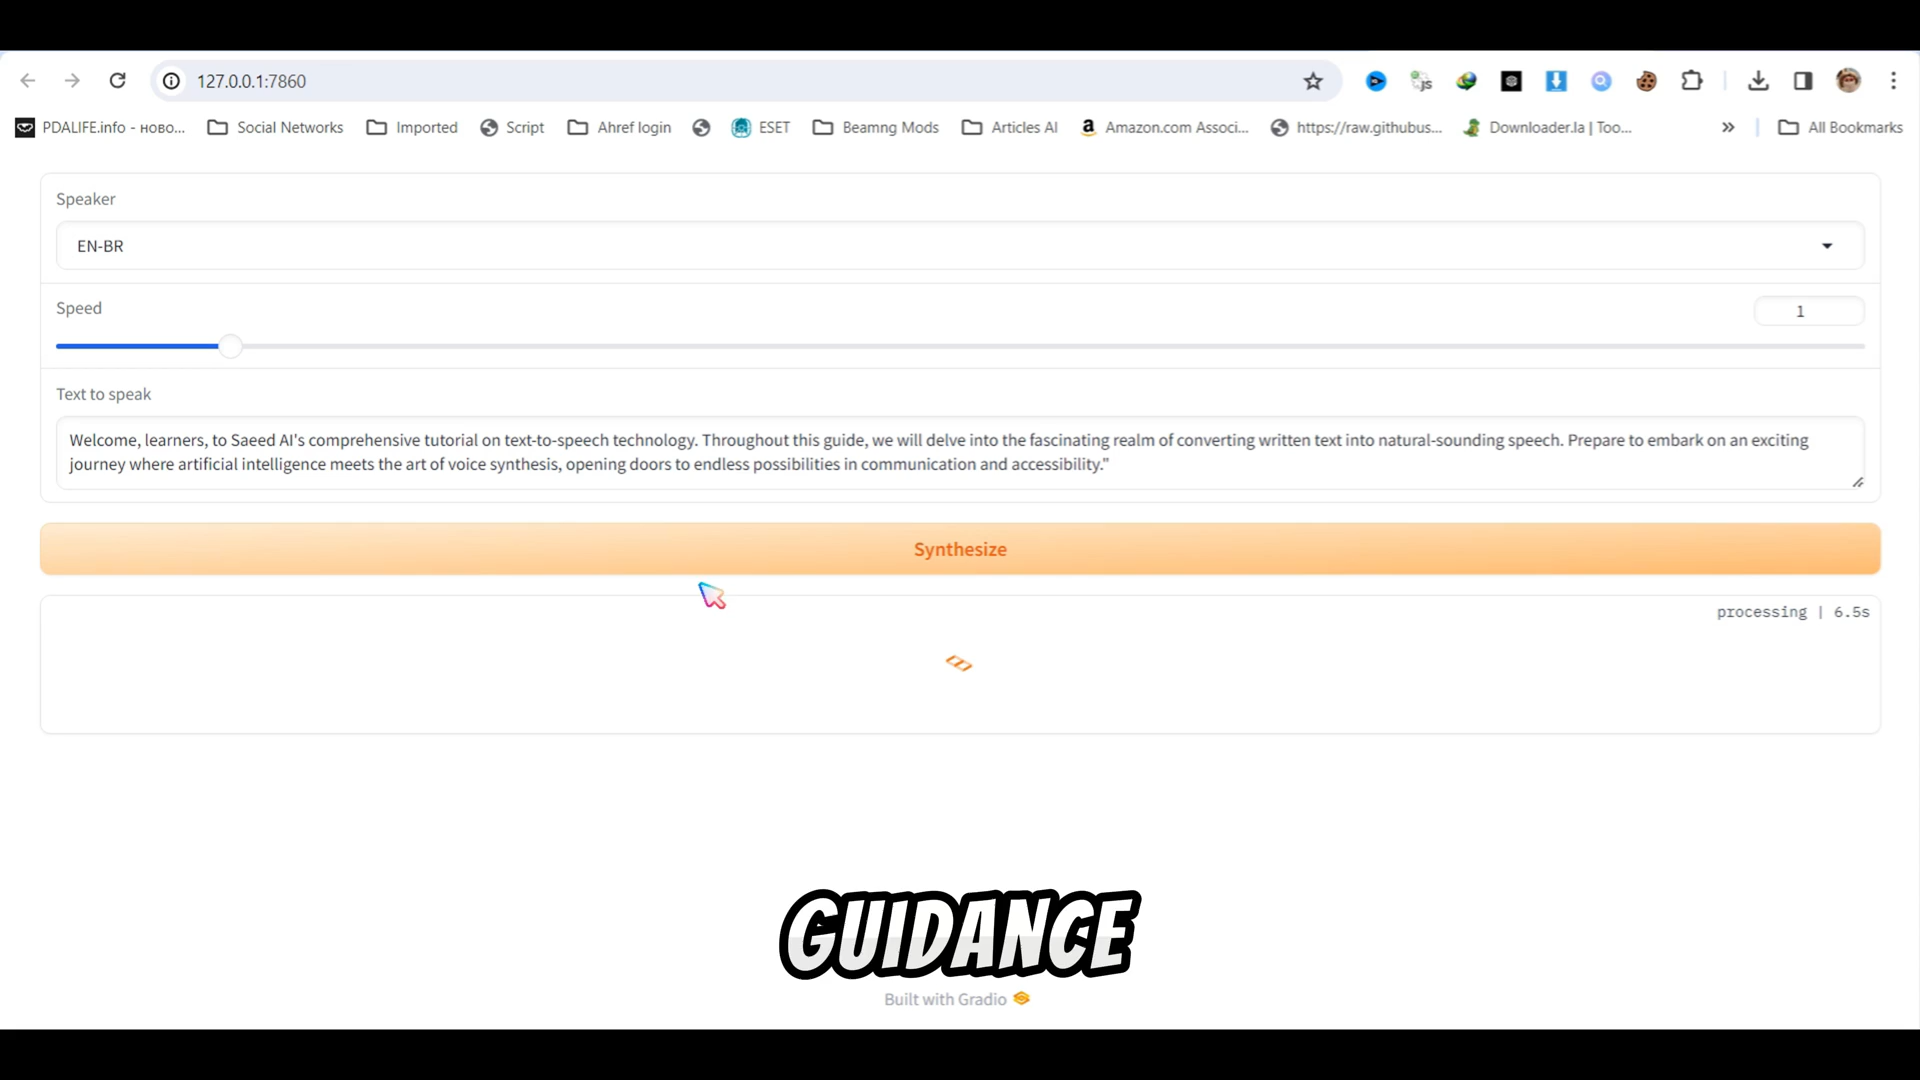 127.0.0.1:7860
PDALIFE.info - ново...
Social Networks
Imported
Script
Ahref login
ESET
Beamng Mods
Articles AI
Amazon.com Associ...
https://raw.githubus...
Downloader.la | Too...
All Bookmarks
Speaker
EN-BR
Speed
1
Text to speak
Welcome, learners, to Saeed AI's comprehensive tutorial on text-to-speech technology. Throughout this guide, we will delve into the fascinating realm of converting written text into natural-sounding speech. Prepare to embark on an exciting
journey where artificial intelligence meets the art of voice synthesis, opening doors to endless possibilities in communication and accessibility."
Synthesize
processing | 6.5s
GUIDANCE
Built with Gradio